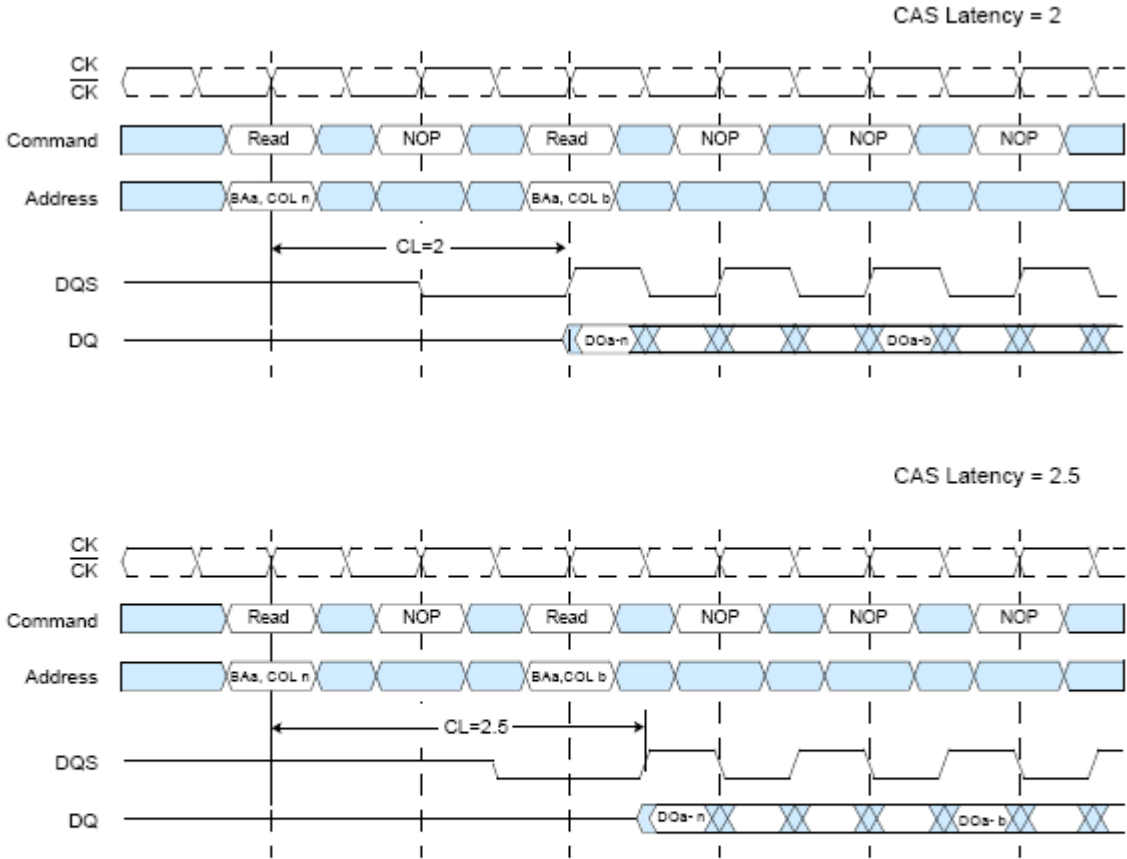 CAS Latency = 2
CK
CK
Command Read NOP Read NOP NOP NOP
Address BAa, COL n BAa, COL b
CL=2
DQS
DQ DOa-n DOa-b
CAS Latency = 2.5
CK
CK
Command Read NOP Read NOP NOP NOP
Address BAa, COL n BAa,COL b
CL=2.5
DQS
DQ DOa- n DOa- b